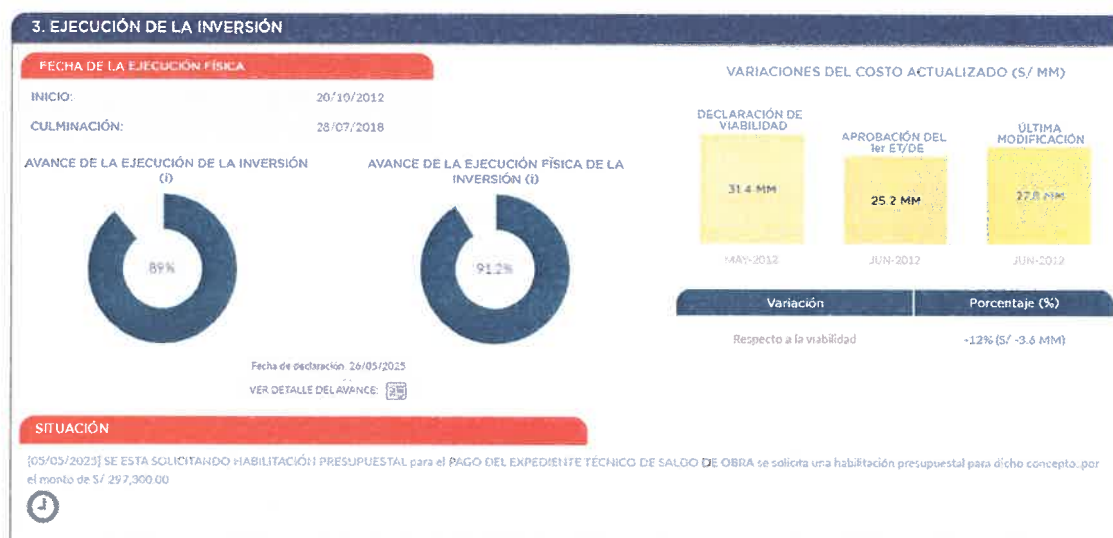 3. EJECUCIÓN DE LA INVERSIÓN
FECHA DE LA EJECUCIÓN FÍSICA
INICIO: 20/10/2012
CULMINACIÓN: 28/07/2018
AVANCE DE LA EJECUCIÓN DE LA INVERSIÓN
(i)
89%
AVANCE DE LA EJECUCIÓN FÍSICA DE LA
INVERSIÓN (i)
91.2%
Fecha de declaración: 26/05/2025
VER DETALLE DEL AVANCE:
VARIACIONES DEL COSTO ACTUALIZADO (S/ MM)
DECLARACIÓN DE
VIABILIDAD
31.4 MM
MAY-2012
APROBACIÓN DEL
1er ET/DE
25.2 MM
JUN-2012
ÚLTIMA
MODIFICACIÓN
27.8 MM
JUN-2012
Variación Porcentaje (%)
Respecto a la viabilidad -12% (S/ -3.6 MM)
SITUACIÓN
[05/05/2025] SE ESTA SOLICITANDO HABILITACIÓN PRESUPUESTAL para el PAGO DEL EXPEDIENTE TÉCNICO DE SALDO DE OBRA se solicita una habilitación presupuestal para dicho concepto, por
el monto de S/ 297,300.00